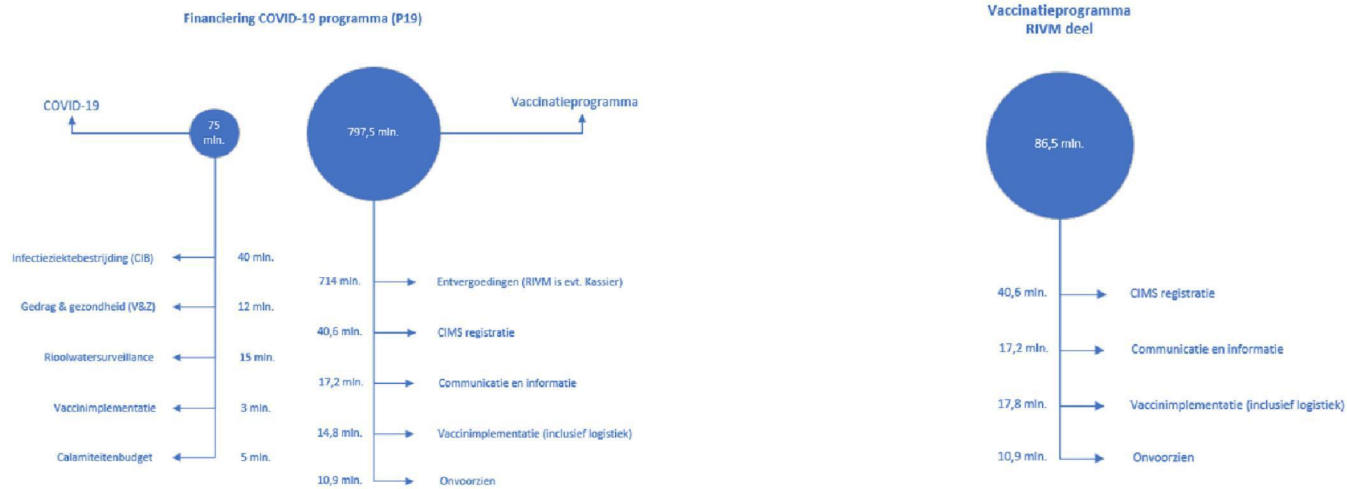 Financiering COVID-19 programma (P19)
COVID-19
75
mln.
797,5 mln.
Vaccinatieprogramma
Infectieziektebestrijding (CIB)
40 mln.
Gedrag & gezondheid (V&Z)
12 mln.
Rioolwatersurveillance
15 mln.
Vaccinimplementatie
3 mln.
Calamiteitenbudget
5 mln.
714 mln.
Entvergoedingen (RIVM is evt. Kassier)
40,6 mln.
CIMS registratie
17,2 mln.
Communicatie en informatie
14,8 mln.
Vaccinimplementatie (inclusief logistiek)
10,9 mln.
Onvoorzien
Vaccinatieprogramma
RIVM deel
86,5 mln.
40,6 mln.
CIMS registratie
17,2 mln.
Communicatie en informatie
17,8 mln.
Vaccinimplementatie (inclusief logistiek)
10,9 mln.
Onvoorzien